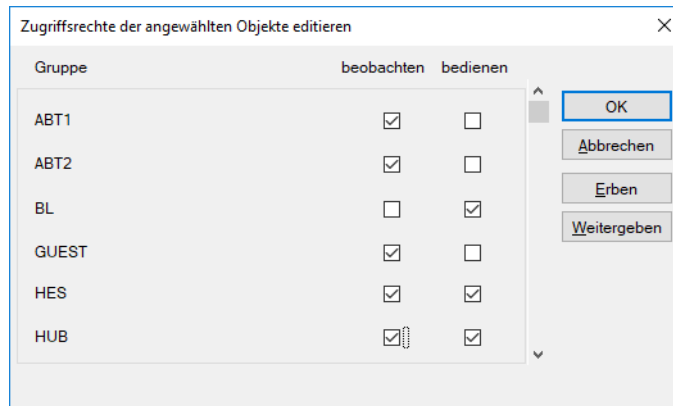 Zugriffsrechte der angewählten Objekte editieren
Gruppe beobachten bedienen
ABT1
ABT2
BL
GUEST
HES
HUB
OK
Abbrechen
Erben
Weitergeben